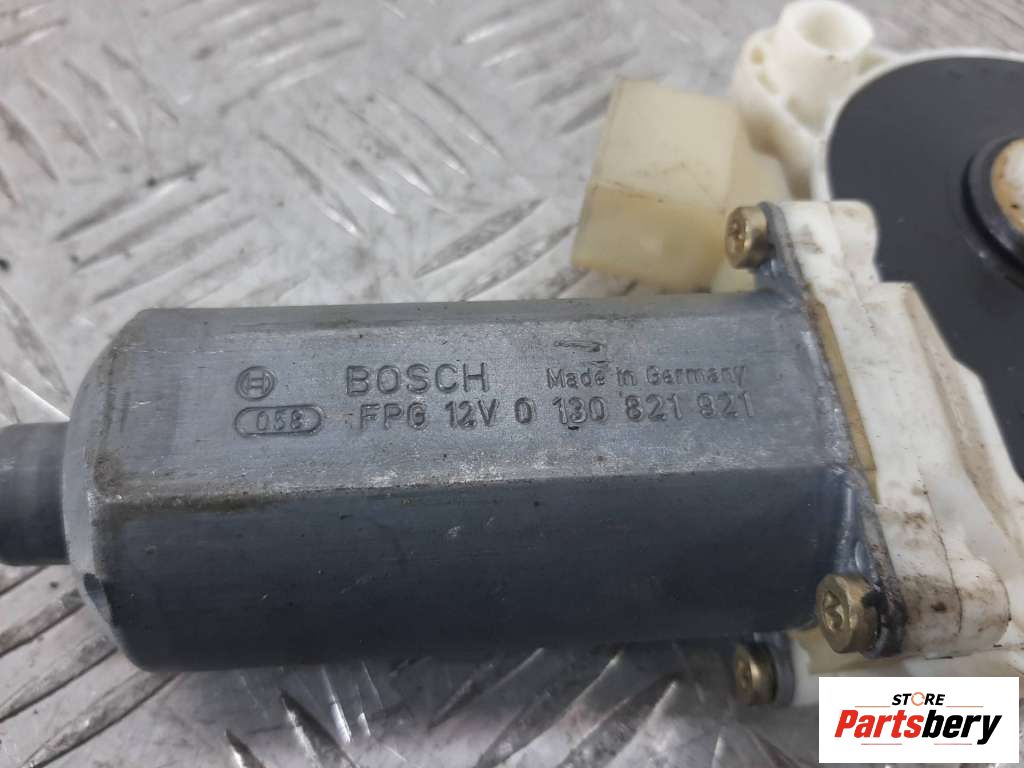 BOSCH Made in Germany
058 FPG 12V 0 130 821 921
STORE
Partsbery